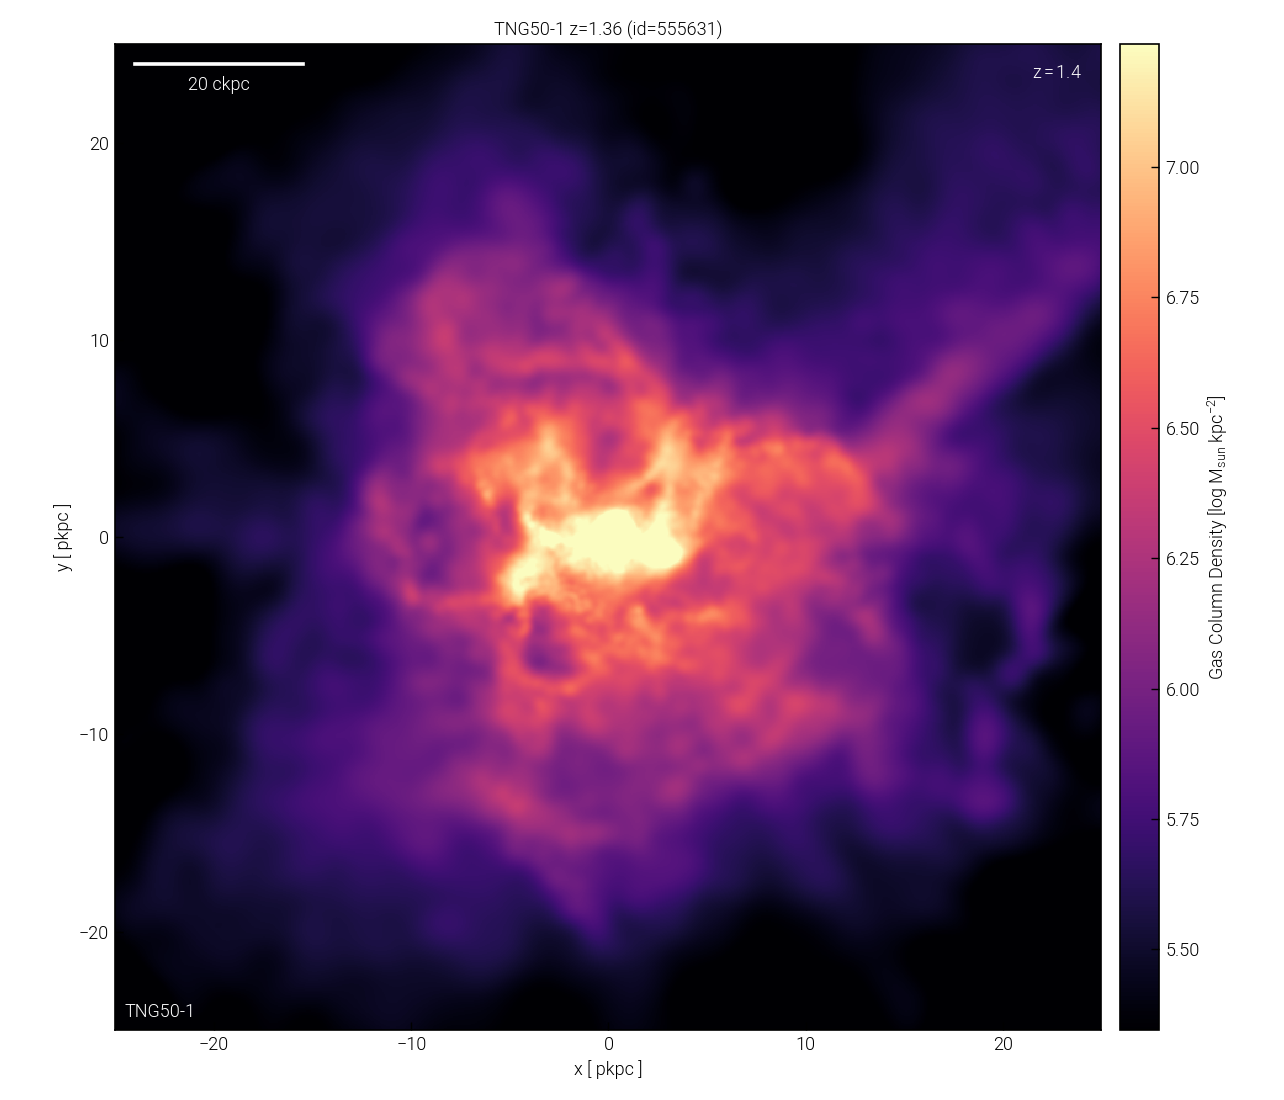 TNG50-1 z=1.36 (id=555631)
20 ckpc
z = 1.4
TNG50-1
y [ pkpc ]
20
10
0
−10
−20
−20
−10
0
10
20
x [ pkpc ]
7.00
6.75
6.50
6.25
6.00
5.75
5.50
Gas Column Density [log M_sun kpc^−2]